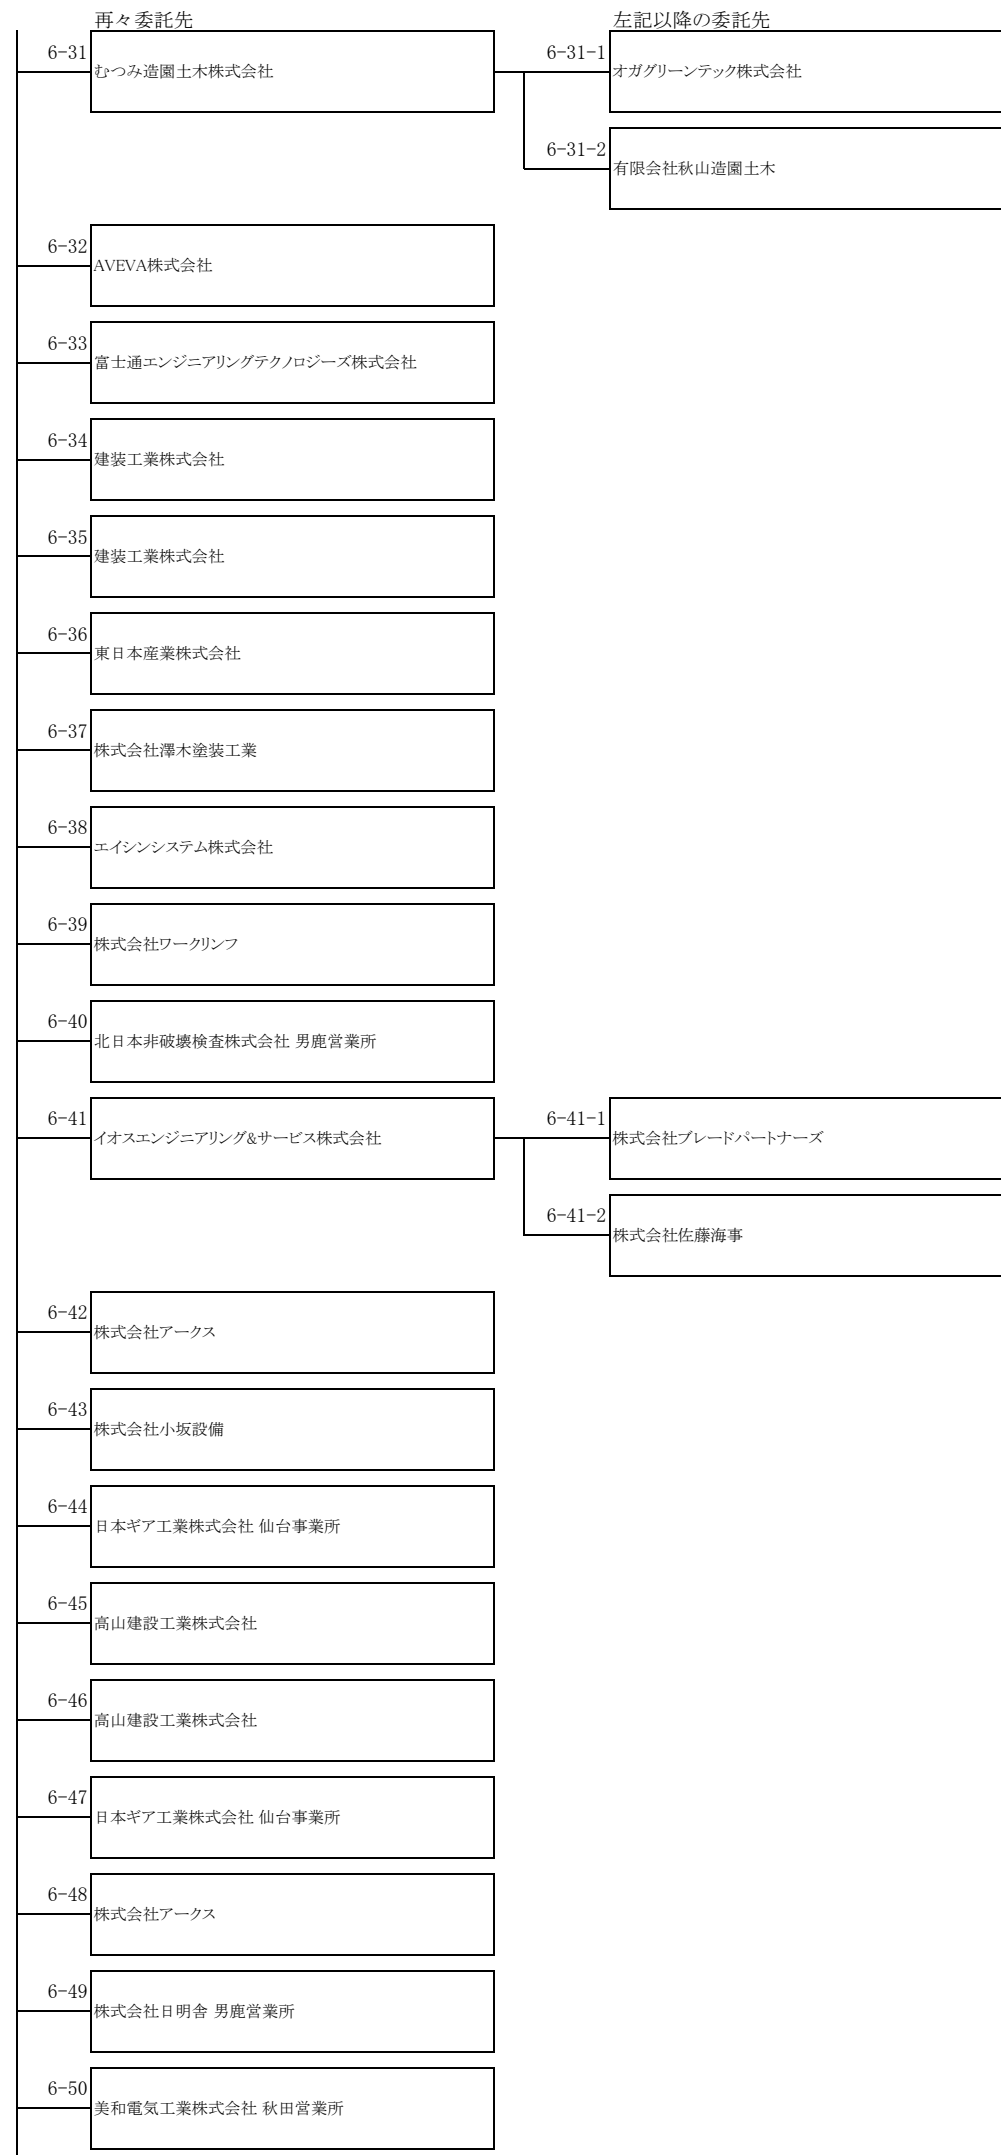 再々委託先
左記以降の委託先
6-31
むつみ造園土木株式会社
6-31-1
オガグリーンテック株式会社
6-31-2
有限会社秋山造園土木
6-32
AVEVA株式会社
6-33
富士通エンジニアリングテクノロジーズ株式会社
6-34
建装工業株式会社
6-35
建装工業株式会社
6-36
東日本産業株式会社
6-37
株式会社澤木塗装工業
6-38
エイシンシステム株式会社
6-39
株式会社ワークリンフ
6-40
北日本非破壊検査株式会社 男鹿営業所
6-41
イオスエンジニアリング&サービス株式会社
6-41-1
株式会社ブレードパートナーズ
6-41-2
株式会社佐藤海事
6-42
株式会社アークス
6-43
株式会社小坂設備
6-44
日本ギア工業株式会社 仙台事業所
6-45
高山建設工業株式会社
6-46
高山建設工業株式会社
6-47
日本ギア工業株式会社 仙台事業所
6-48
株式会社アークス
6-49
株式会社日明舎 男鹿営業所
6-50
美和電気工業株式会社 秋田営業所